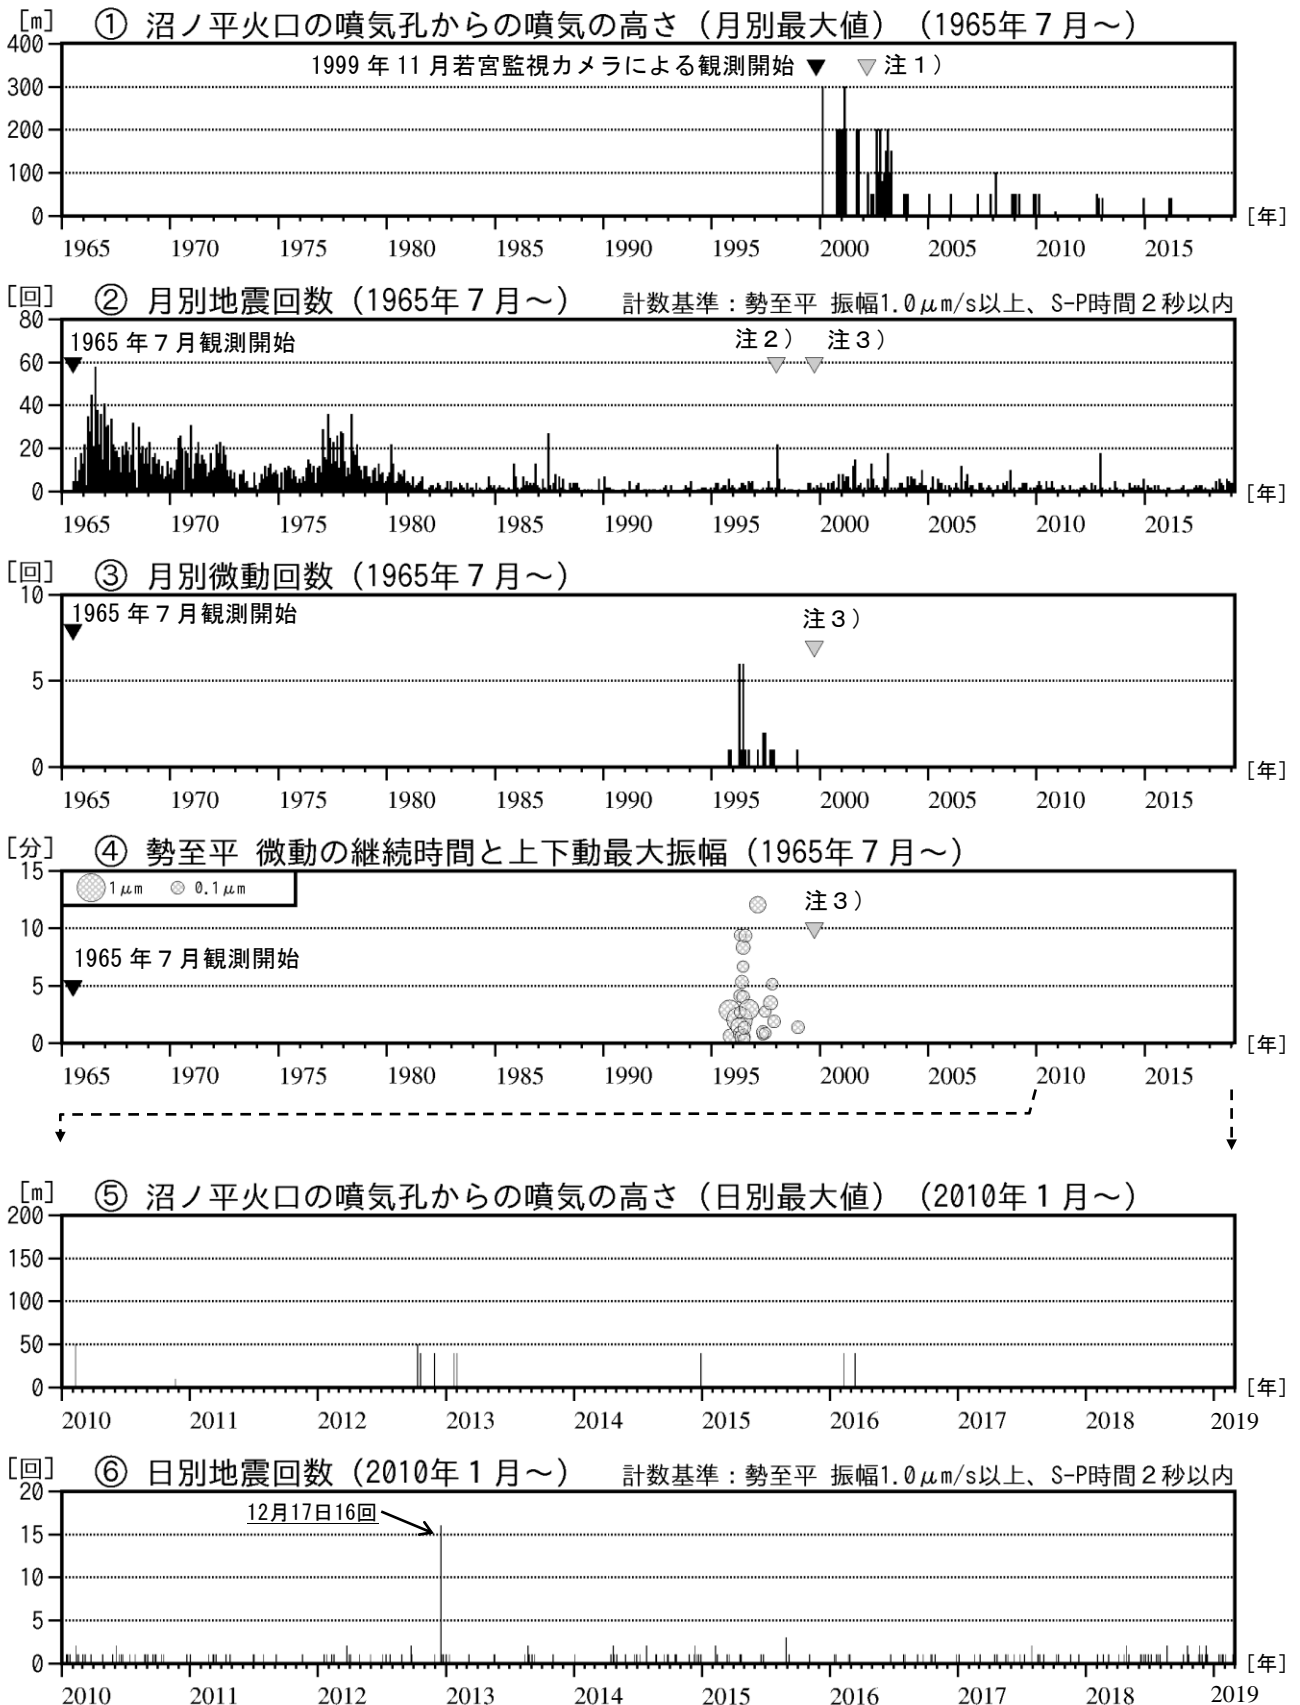 [m] ① 沼ノ平火口の噴気孔からの噴気の高さ（月別最大値）（1965年７月～）
400
1999 年 11 月若宮監視カメラによる観測開始 ▼ ▽ 注１）
300
200
100
0
[年]
1965 1970 1975 1980 1985 1990 1995 2000 2005 2010 2015
[回] ② 月別地震回数（1965年７月～） 計数基準：勢至平 振幅1.0μm/s以上、S-P時間２秒以内
80
1965 年７月観測開始 注２） 注３）
60
40
20
0
[年]
1965 1970 1975 1980 1985 1990 1995 2000 2005 2010 2015
[回] ③ 月別微動回数（1965年７月～）
10
1965 年７月観測開始 注３）
5
0
[年]
1965 1970 1975 1980 1985 1990 1995 2000 2005 2010 2015
[分] ④ 勢至平 微動の継続時間と上下動最大振幅（1965年７月～）
15
1μm 0.1μm
注３）
10
1965 年７月観測開始
5
0
[年]
1965 1970 1975 1980 1985 1990 1995 2000 2005 2010 2015
[m] ⑤ 沼ノ平火口の噴気孔からの噴気の高さ（日別最大値）（2010年１月～）
200
150
100
50
0
[年]
2010 2011 2012 2013 2014 2015 2016 2017 2018 2019
[回] ⑥ 日別地震回数（2010年１月～） 計数基準：勢至平 振幅1.0μm/s以上、S-P時間２秒以内
20
12月17日16回
15
10
5
0
[年]
2010 2011 2012 2013 2014 2015 2016 2017 2018 2019